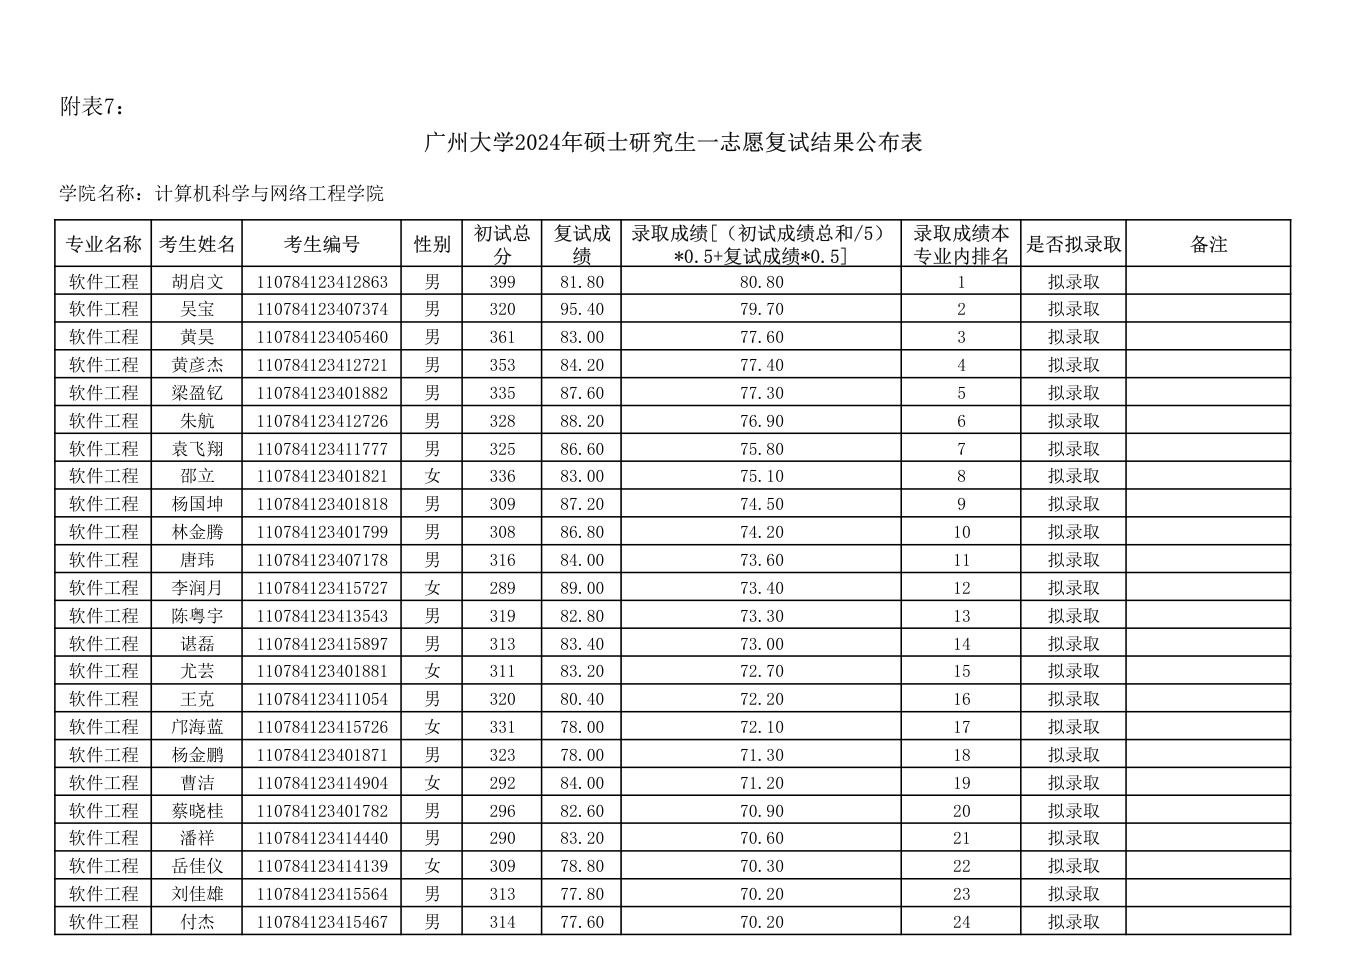 附表7：
广州大学2024年硕士研究生一志愿复试结果公布表
学院名称：计算机科学与网络工程学院
专业名称 考生姓名 考生编号 性别 初试总分 复试成绩 录取成绩[（初试成绩总和/5）*0.5+复试成绩*0.5] 录取成绩本专业内排名 是否拟录取 备注
软件工程 胡启文 110784123412863 男 399 81.80 80.80 1 拟录取
软件工程 吴宝 110784123407374 男 320 95.40 79.70 2 拟录取
软件工程 黄昊 110784123405460 男 361 83.00 77.60 3 拟录取
软件工程 黄彦杰 110784123412721 男 353 84.20 77.40 4 拟录取
软件工程 梁盈钇 110784123401882 男 335 87.60 77.30 5 拟录取
软件工程 朱航 110784123412726 男 328 88.20 76.90 6 拟录取
软件工程 袁飞翔 110784123411777 男 325 86.60 75.80 7 拟录取
软件工程 邵立 110784123401821 女 336 83.00 75.10 8 拟录取
软件工程 杨国坤 110784123401818 男 309 87.20 74.50 9 拟录取
软件工程 林金腾 110784123401799 男 308 86.80 74.20 10 拟录取
软件工程 唐玮 110784123407178 男 316 84.00 73.60 11 拟录取
软件工程 李润月 110784123415727 女 289 89.00 73.40 12 拟录取
软件工程 陈粤宇 110784123413543 男 319 82.80 73.30 13 拟录取
软件工程 谌磊 110784123415897 男 313 83.40 73.00 14 拟录取
软件工程 尤芸 110784123401881 女 311 83.20 72.70 15 拟录取
软件工程 王克 110784123411054 男 320 80.40 72.20 16 拟录取
软件工程 邝海蓝 110784123415726 女 331 78.00 72.10 17 拟录取
软件工程 杨金鹏 110784123401871 男 323 78.00 71.30 18 拟录取
软件工程 曹洁 110784123414904 女 292 84.00 71.20 19 拟录取
软件工程 蔡晓桂 110784123401782 男 296 82.60 70.90 20 拟录取
软件工程 潘祥 110784123414440 男 290 83.20 70.60 21 拟录取
软件工程 岳佳仪 110784123414139 女 309 78.80 70.30 22 拟录取
软件工程 刘佳雄 110784123415564 男 313 77.80 70.20 23 拟录取
软件工程 付杰 110784123415467 男 314 77.60 70.20 24 拟录取